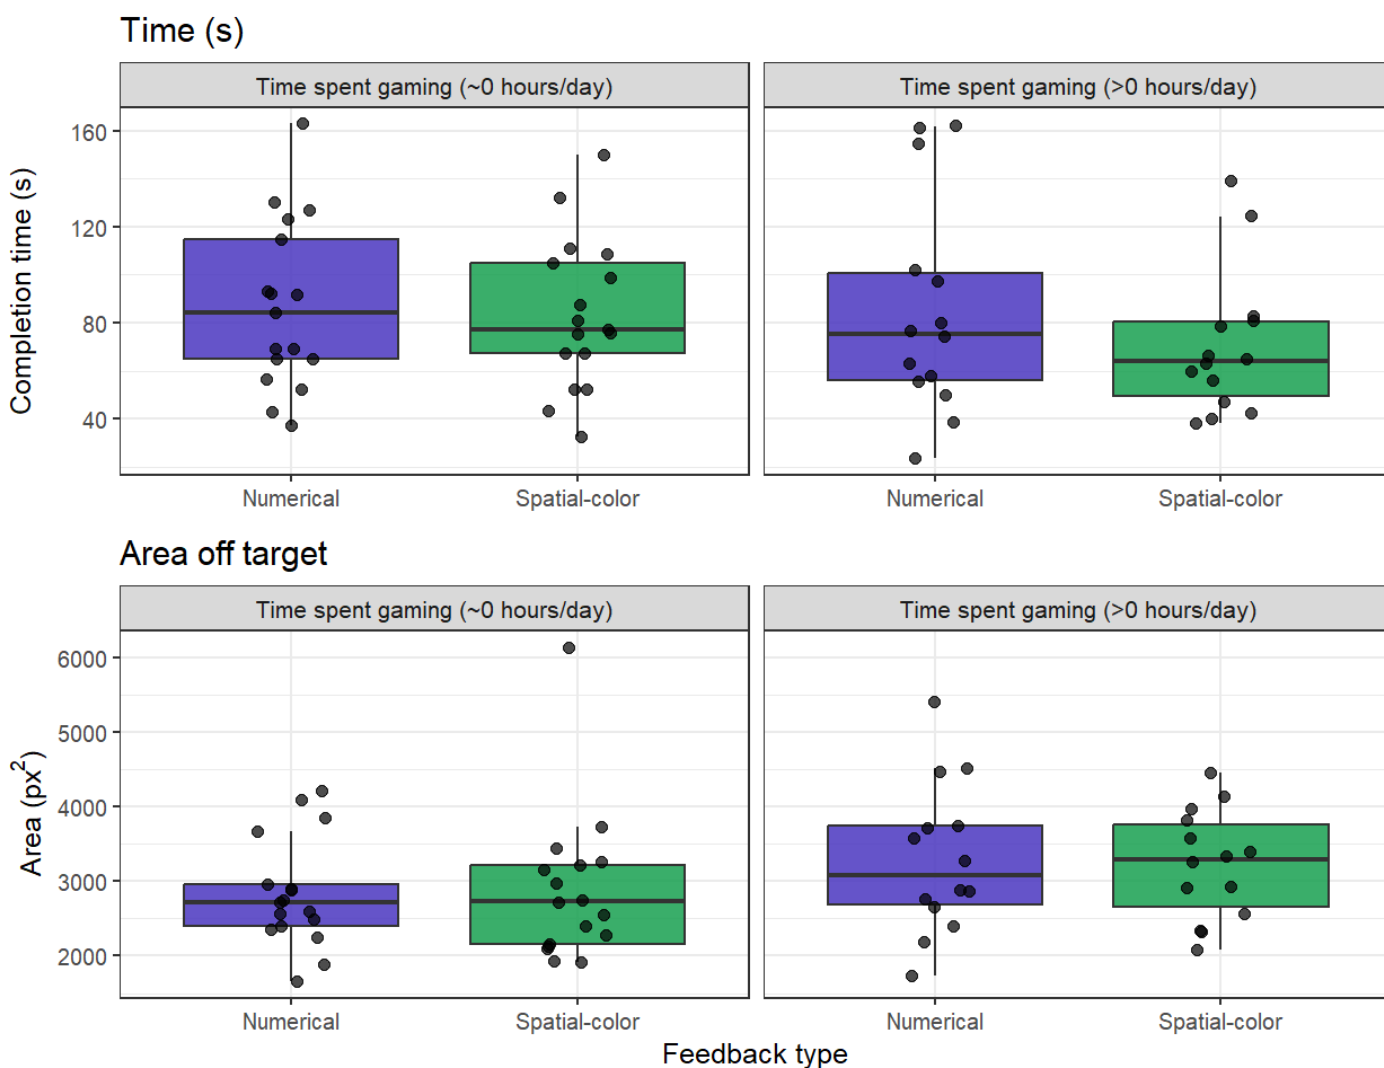 Time (s)
Time spent gaming (~0 hours/day)
Time spent gaming (>0 hours/day)
Completion time (s)
160
120
80
40
Numerical
Spatial-color
Numerical
Spatial-color
Area off target
Time spent gaming (~0 hours/day)
Time spent gaming (>0 hours/day)
Area (px²)
6000
5000
4000
3000
2000
Numerical
Spatial-color
Numerical
Spatial-color
Feedback type